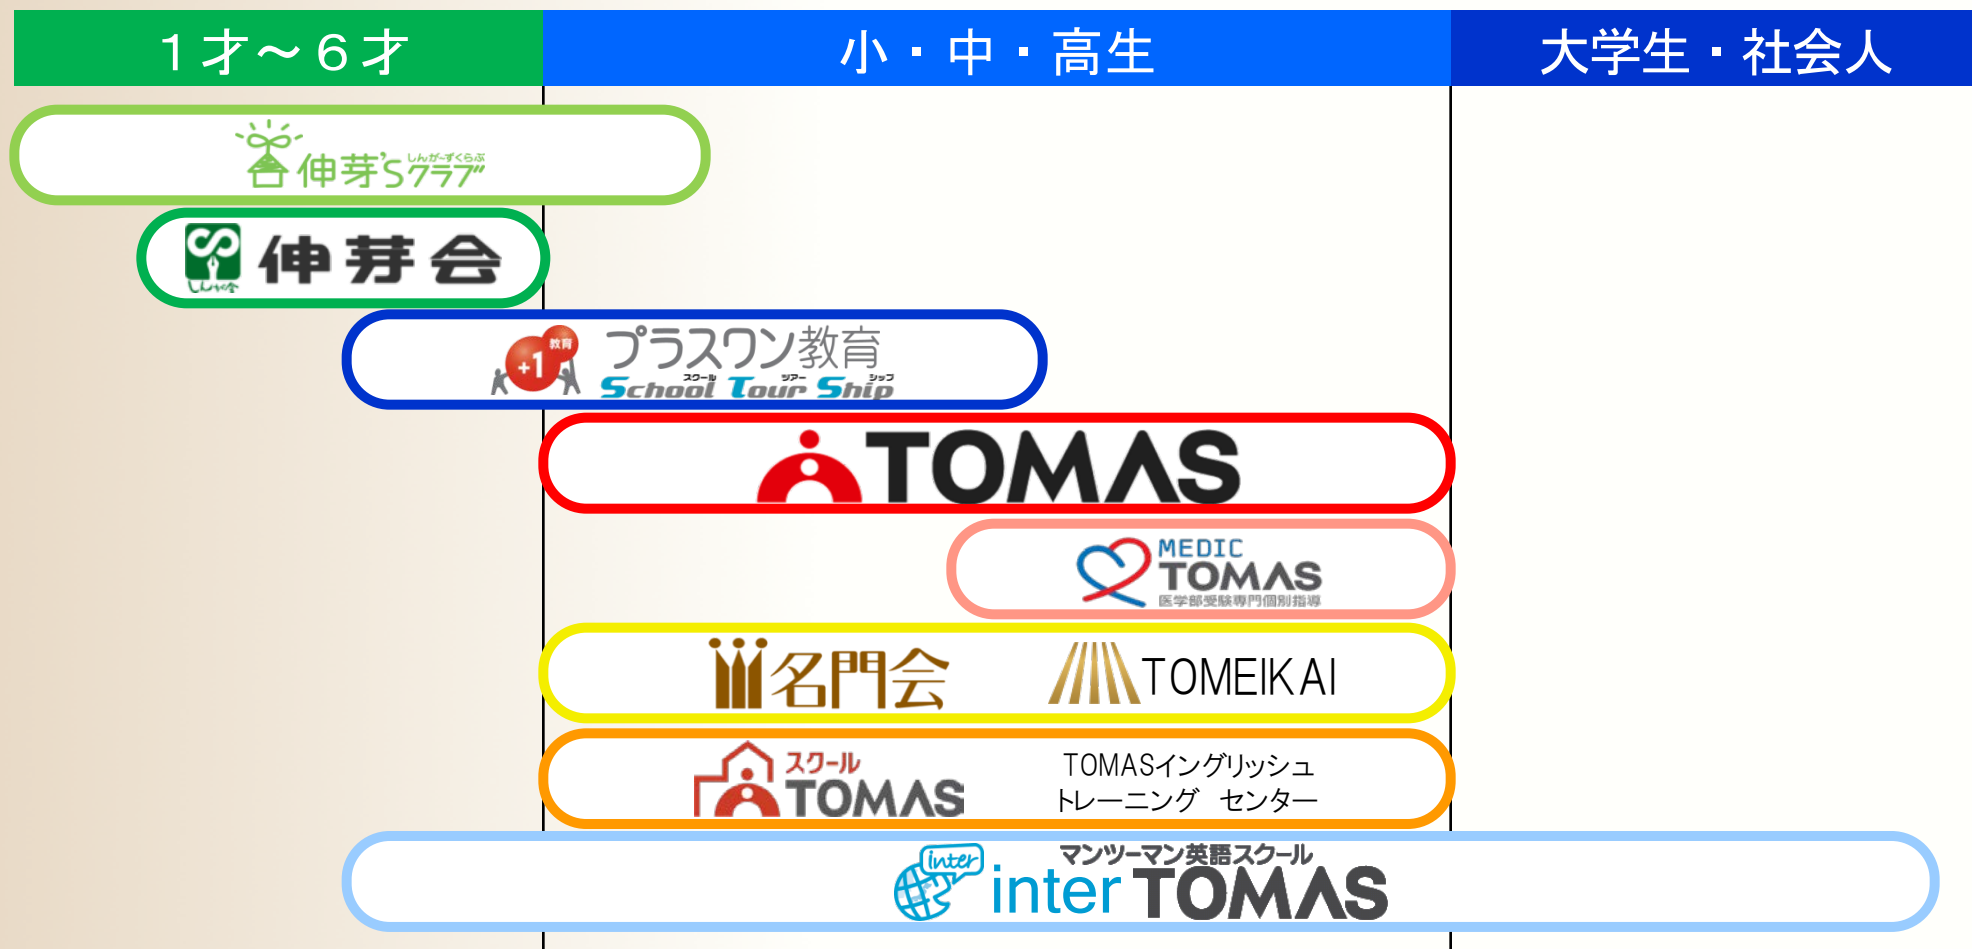 １才～６才
小・中・高生
大学生・社会人
伸芽'Sクラブ
しんが～ずくらぶ
伸芽会
しんが会
+1
教育
プラスワン教育
スクール ツアー シップ
School Tour Ship
TOMAS
MEDIC
TOMAS
医学部受験専門個別指導
名門会
TOMEIKAI
スクール
TOMAS
TOMASイングリッシュ
トレーニング センター
inter
マンツーマン英語スクール
inter TOMAS